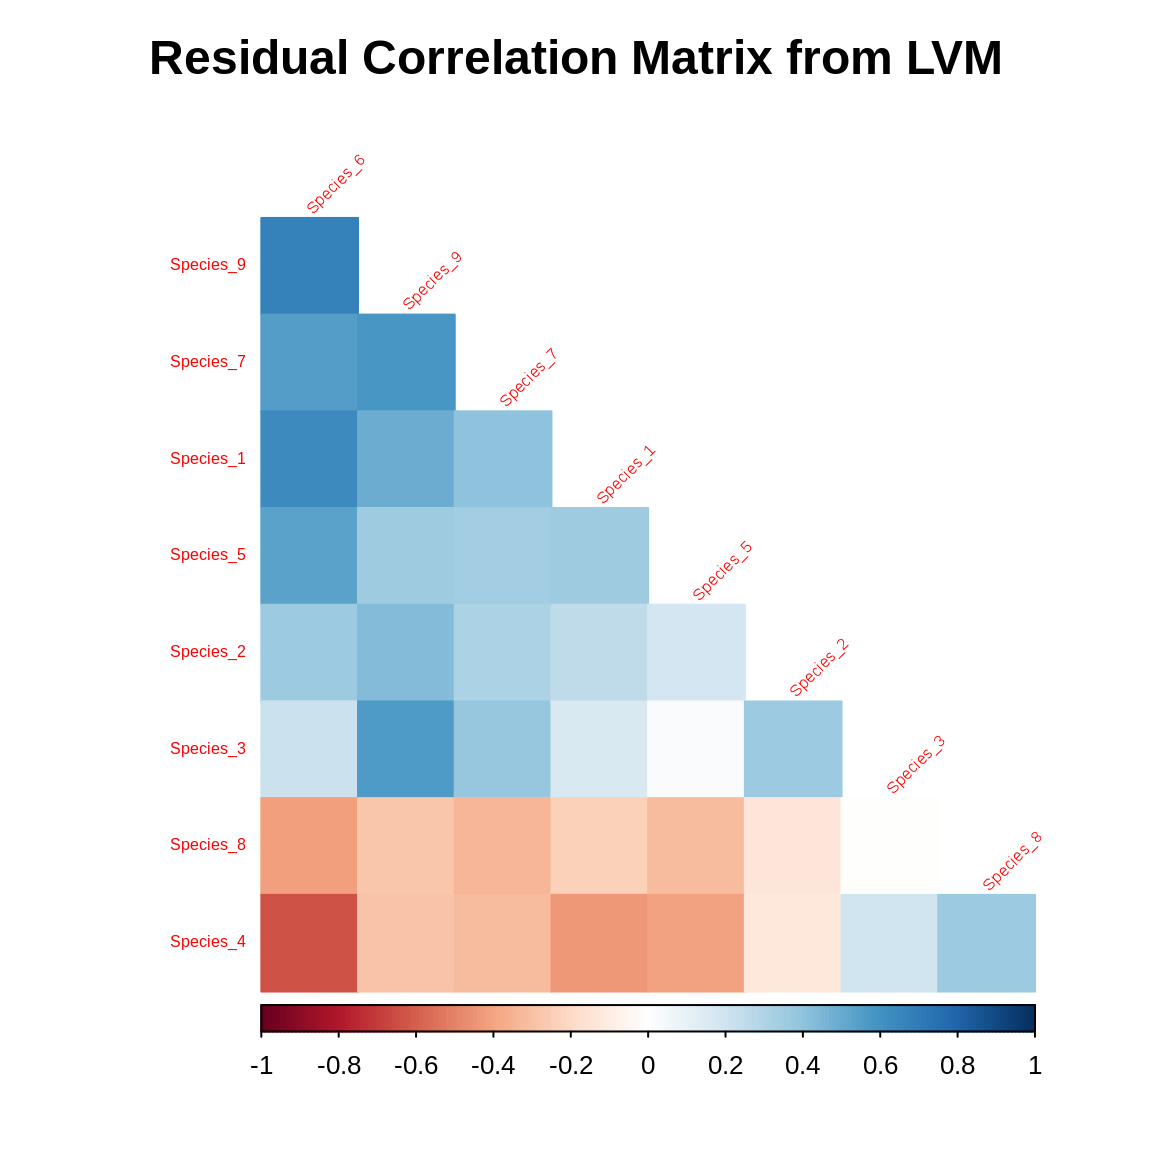 Residual Correlation Matrix from LVM
Species_6
Species_9
Species_9
Species_7
Species_7
Species_1
Species_1
Species_5
Species_5
Species_2
Species_2
Species_3
Species_3
Species_8
Species_8
Species_4
-1 -0.8 -0.6 -0.4 -0.2 0 0.2 0.4 0.6 0.8 1